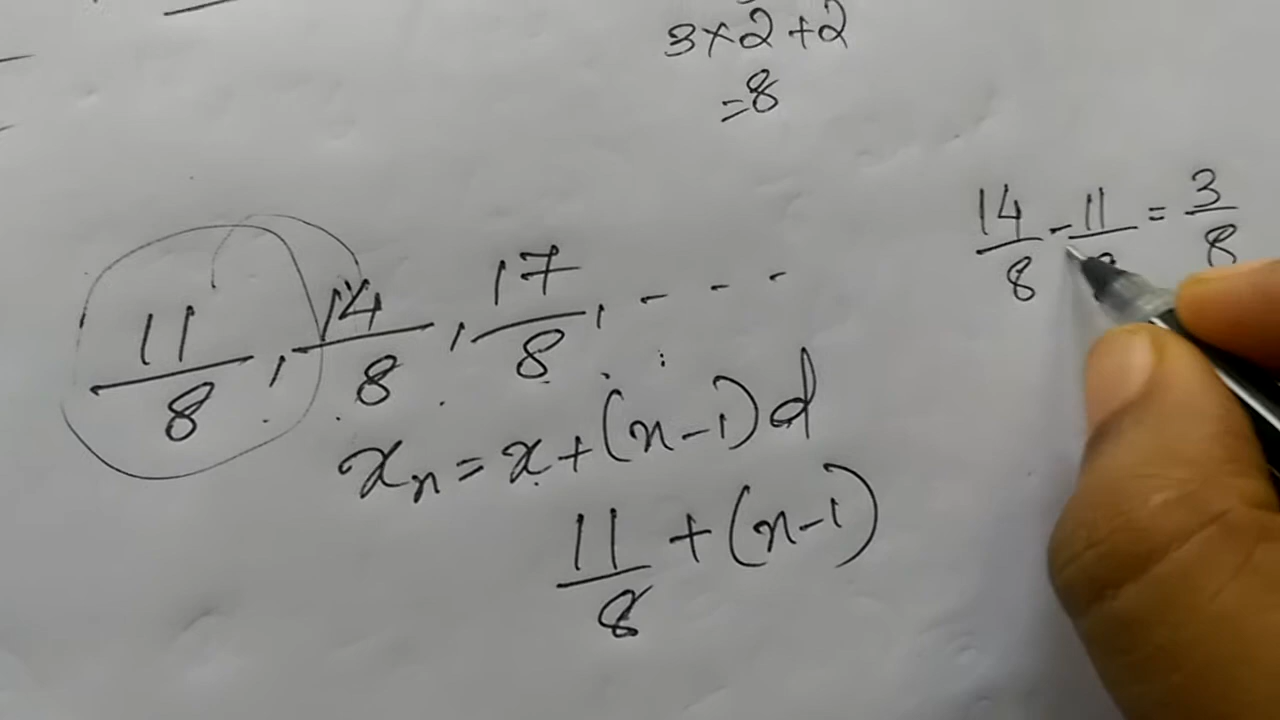 3×2+2
=8
14/8 - 11/8 = 3/8
11/8, 14/8, 17/8, - - -
xₙ = x + (n-1)d
11/8 + (n-1)